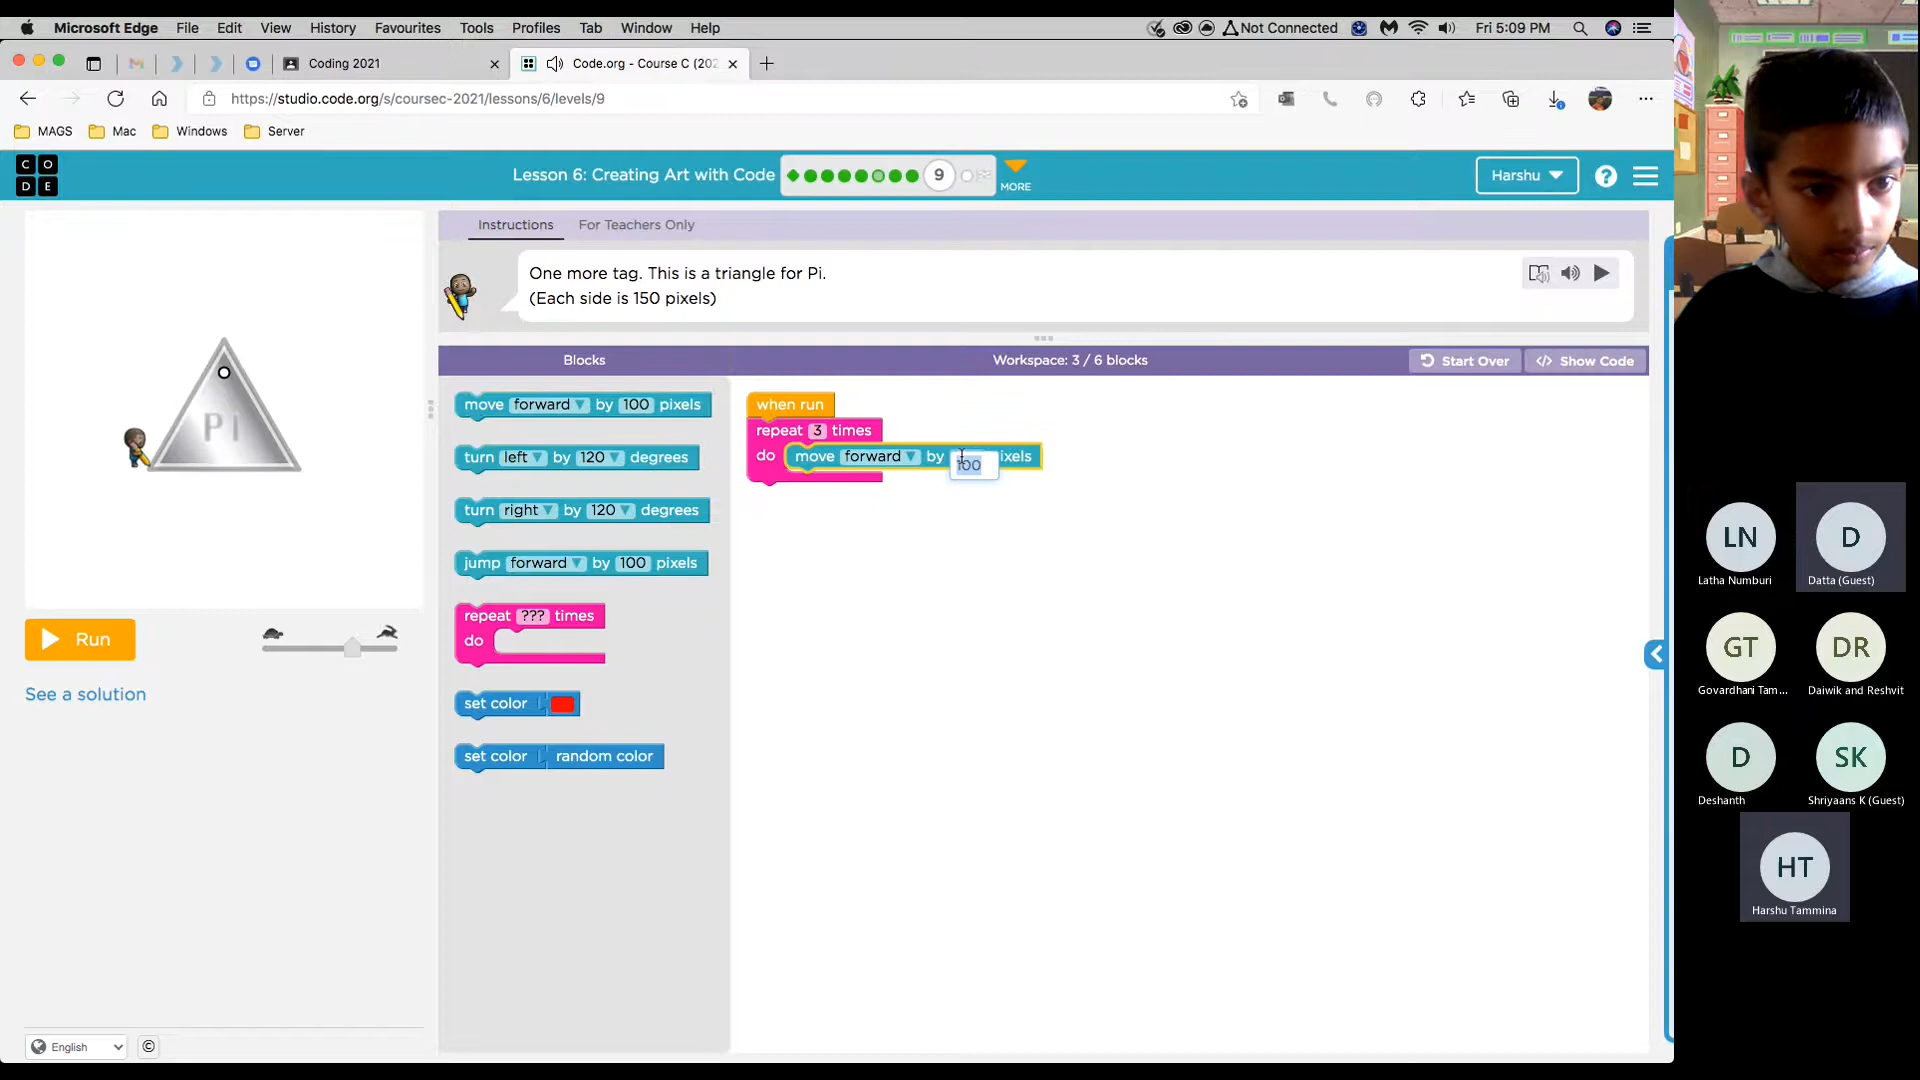 Microsoft Edge File Edit View History Favourites Tools Profiles Tab Window Help
Not Connected Fri 5:09 PM
Coding 2021
Code.org - Course C (202
https://studio.code.org/s/coursec-2021/lessons/6/levels/9
MAGS Mac Windows Server
C O
D E
Lesson 6: Creating Art with Code
9
MORE
Harshu
?
Instructions For Teachers Only
One more tag. This is a triangle for Pi.
(Each side is 150 pixels)
Pi
Blocks
Workspace: 3 / 6 blocks
Start Over
Show Code
move forward by 100 pixels
turn left by 120 degrees
turn right by 120 degrees
jump forward by 100 pixels
repeat ??? times
do
set color
set color random color
when run
repeat 3 times
do move forward by 100 pixels
Run
See a solution
English
©
LN
Latha Numburi
D
Datta (Guest)
GT
Govardhani Tam...
DR
Daiwik and Reshvit
D
Deshanth
SK
Shriyaans K (Guest)
HT
Harshu Tammina